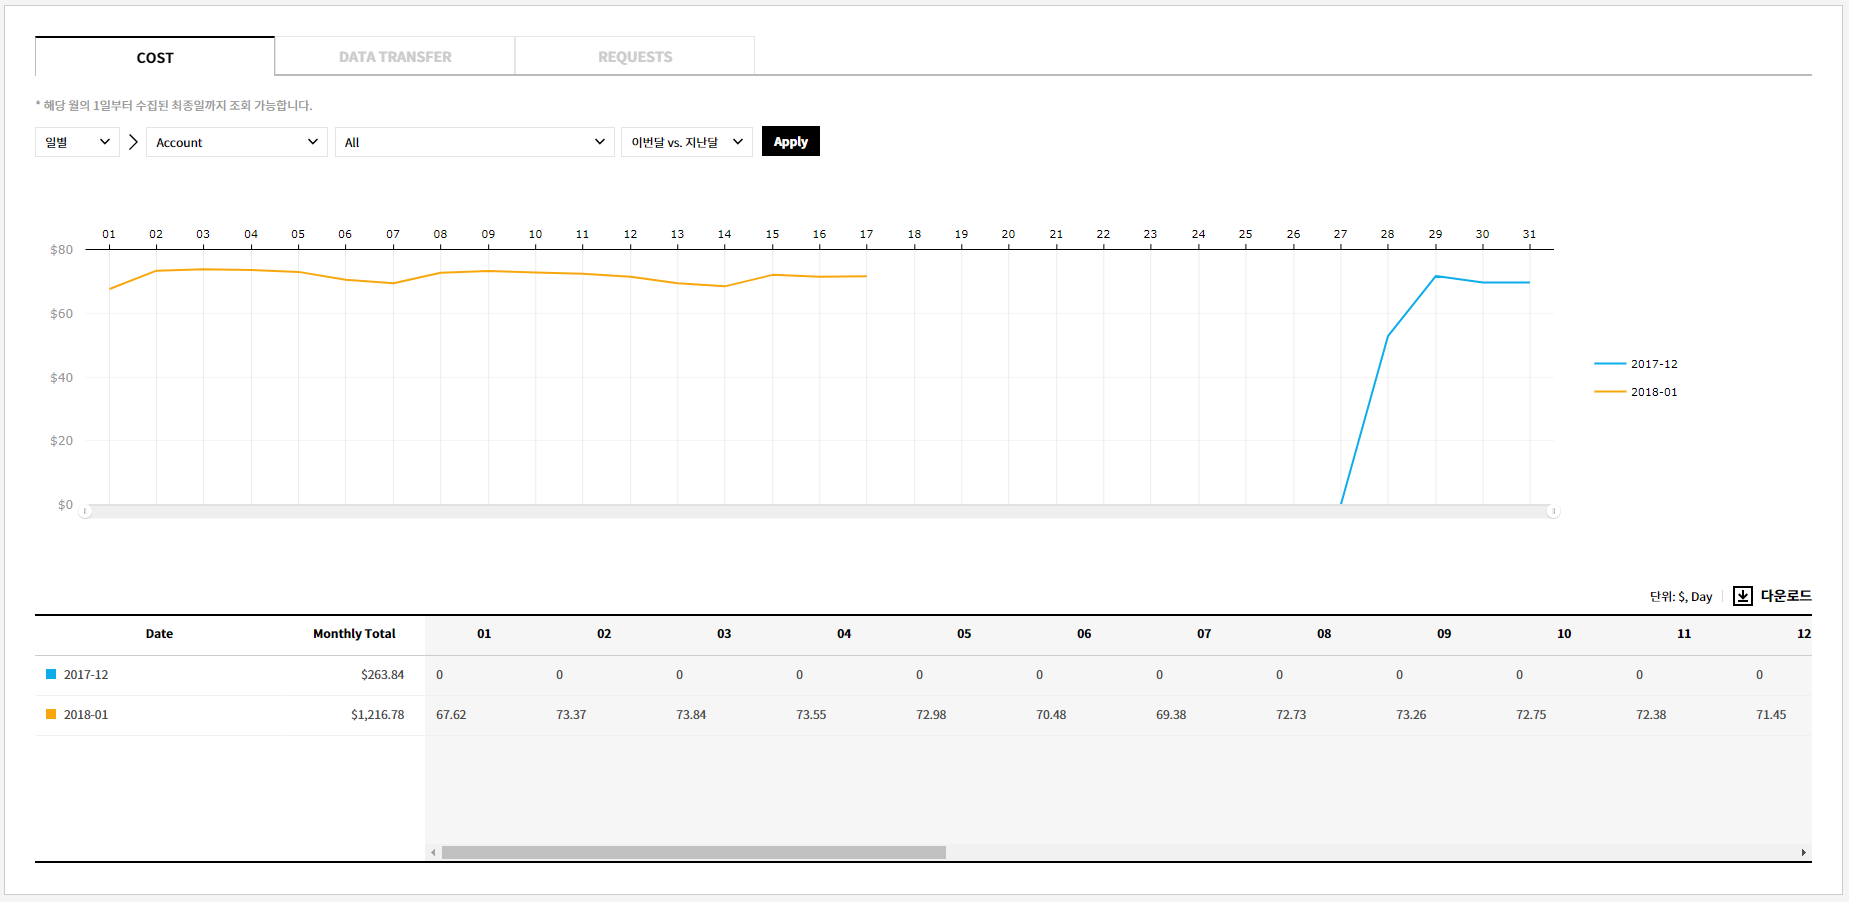 COST DATA TRANSFER REQUESTS
* 해당 월의 1일부터 수집된 최종일까지 조회 가능합니다.
일별 Account All 이번달 vs. 지난달 Apply
01 02 03 04 05 06 07 08 09 10 11 12 13 14 15 16 17 18 19 20 21 22 23 24 25 26 27 28 29 30 31
$80
$60
$40
$20
$0
2017-12
2018-01
단위: $, Day 다운로드
Date Monthly Total 01 02 03 04 05 06 07 08 09 10 11 12
2017-12 $263.84 0 0 0 0 0 0 0 0 0 0 0 0
2018-01 $1,216.78 67.62 73.37 73.84 73.55 72.98 70.48 69.38 72.73 73.26 72.75 72.38 71.45